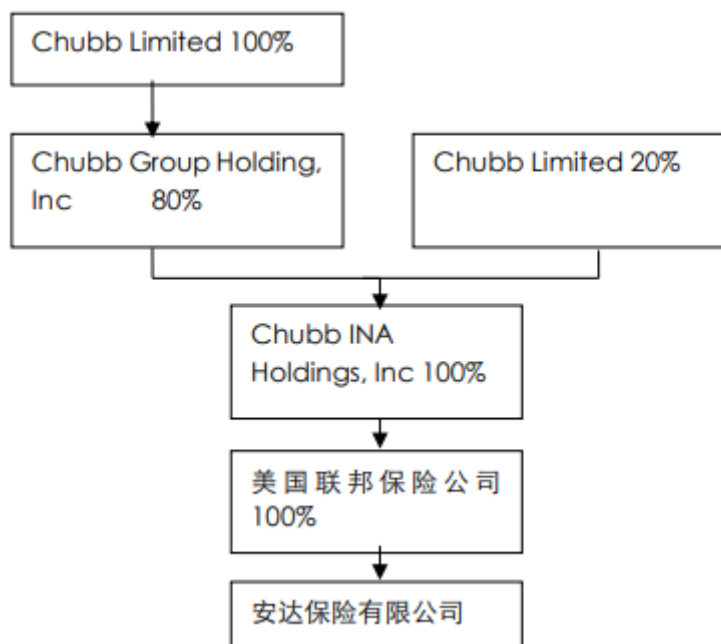 Chubb Limited 100%
Chubb Group Holding,
Inc 80%
Chubb Limited 20%
Chubb INA
Holdings, Inc 100%
美国联邦保险公司
100%
安达保险有限公司